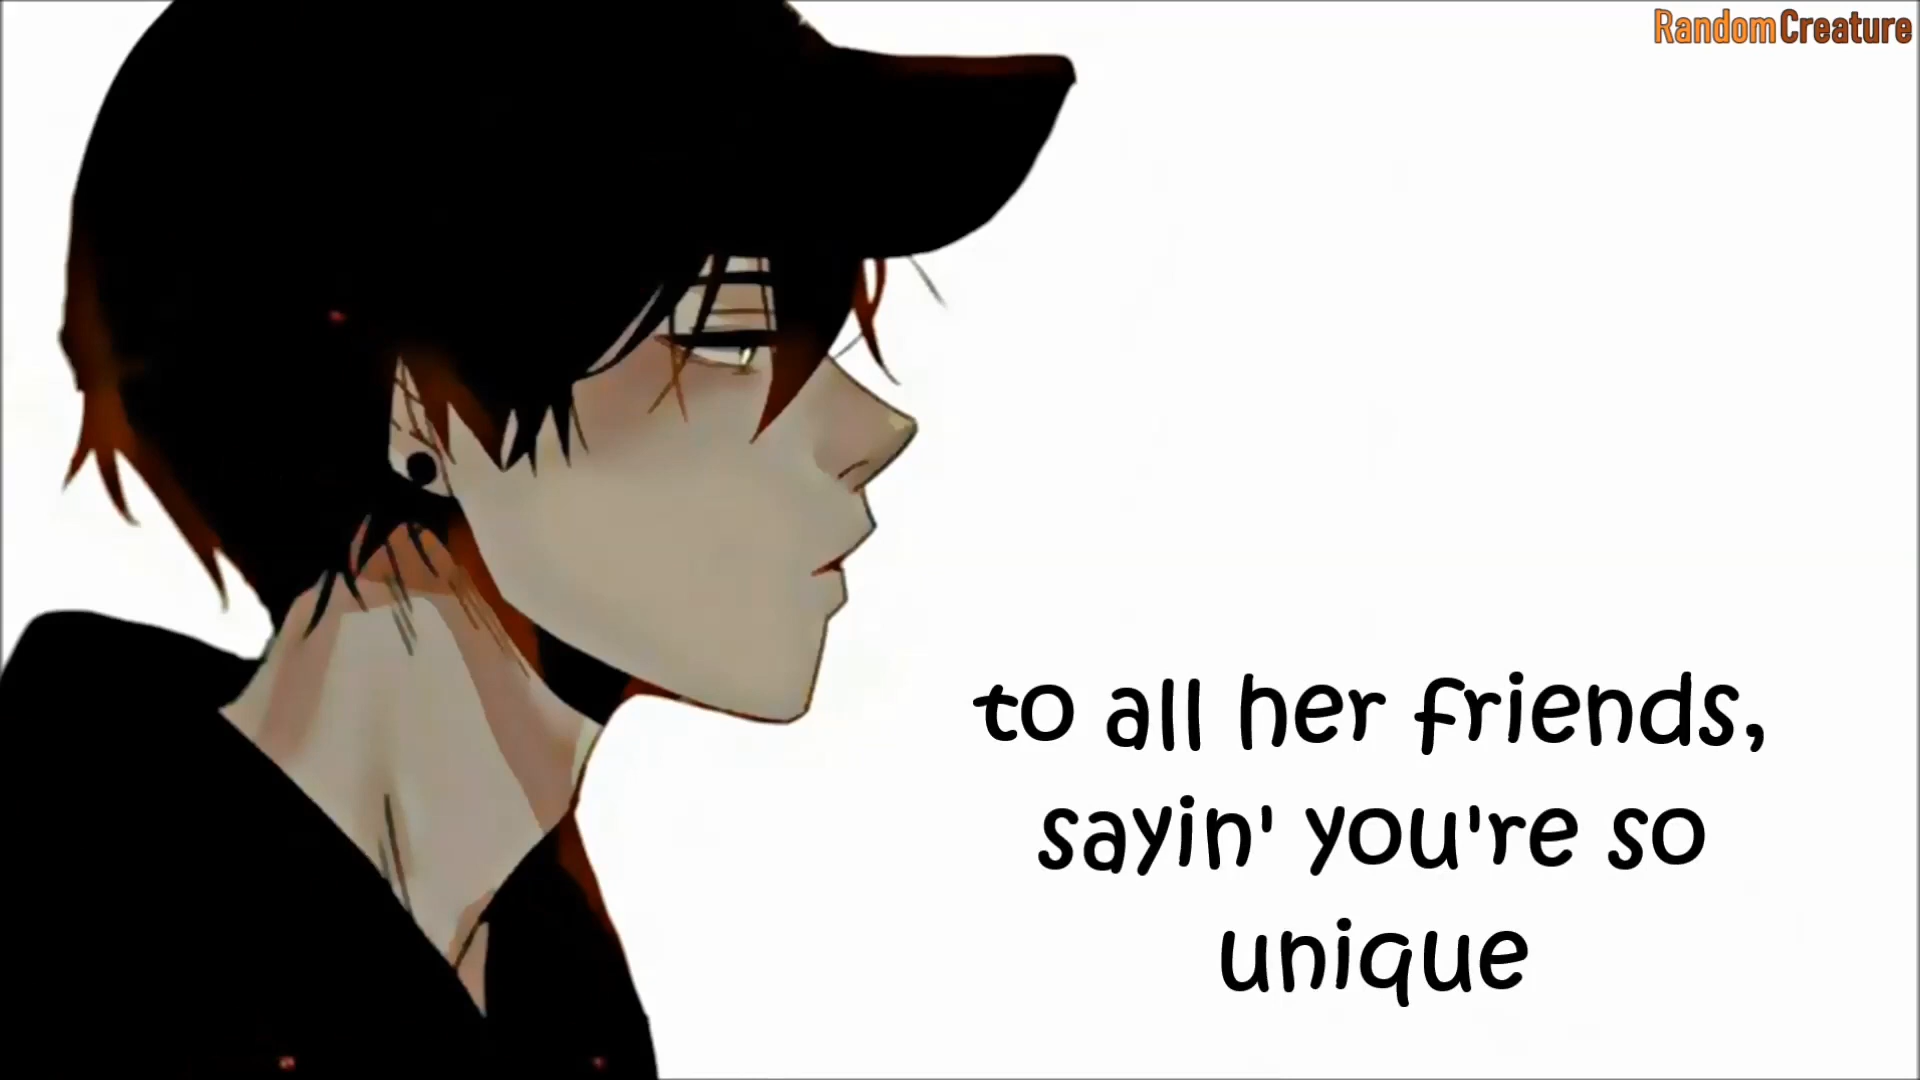 RandomCreature
to all her friends,
sayin' you're so
unique